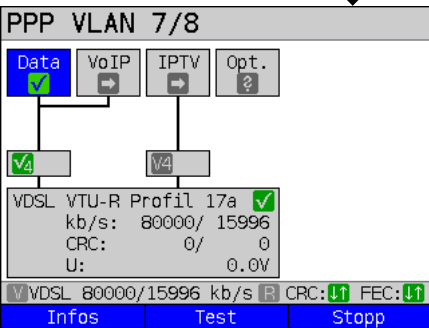 PPP VLAN 7/8
Data VoIP IPTV Opt.
?
V4 V4
VDSL VTU-R Profil 17a
kb/s: 80000/ 15996
CRC: 0/ 0
U: 0.0V
V VDSL 80000/15996 kb/s R CRC: FEC:
Infos Test Stopp